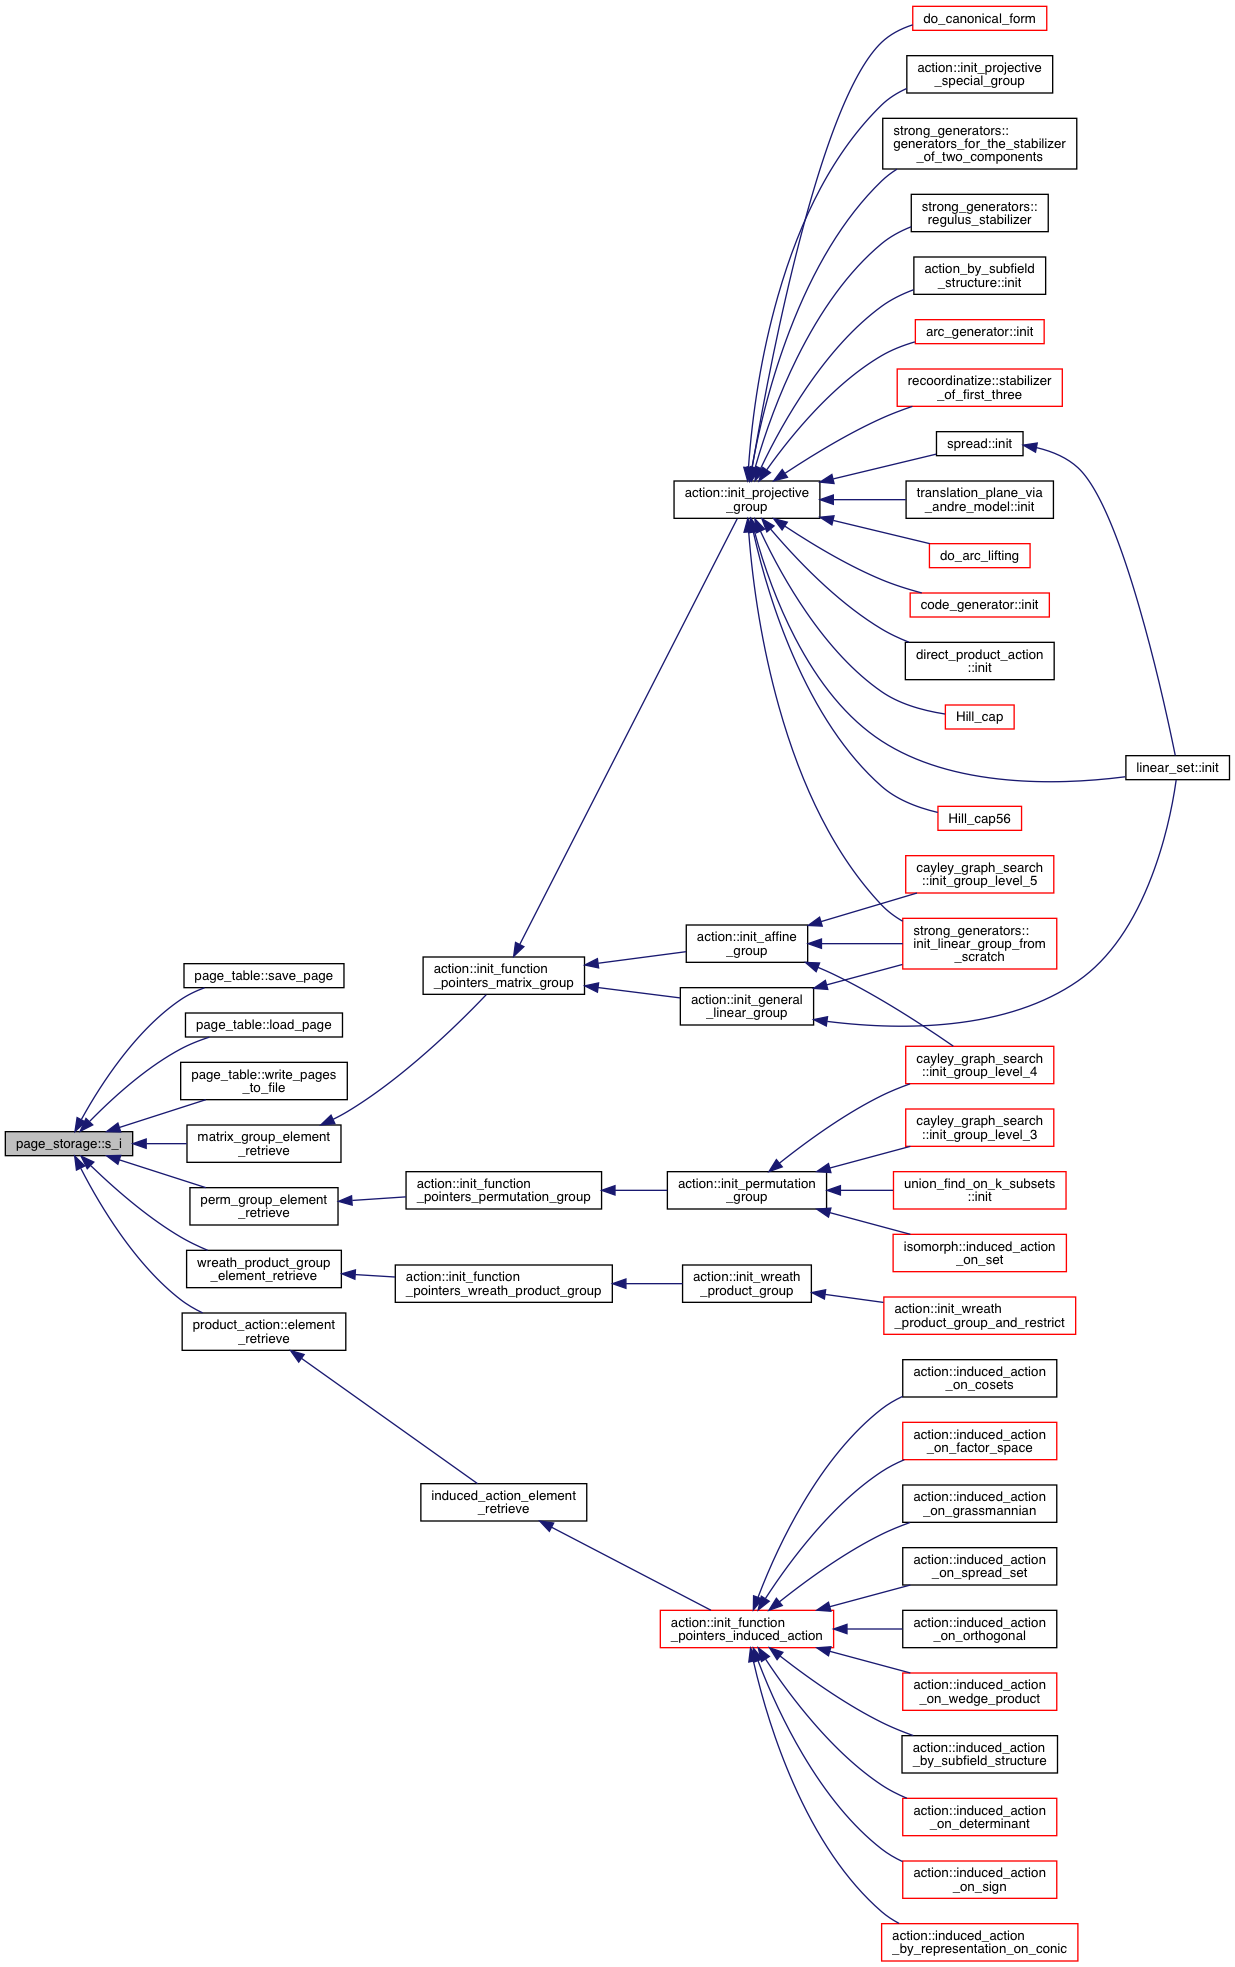 do_canonical_form
action::init_projective
_special_group
strong_generators::
generators_for_the_stabilizer
_of_two_components
strong_generators::
regulus_stabilizer
action_by_subfield
_structure::init
arc_generator::init
recoordinatize::stabilizer
_of_first_three
spread::init
action::init_projective
_group
translation_plane_via
_andre_model::init
do_arc_lifting
code_generator::init
direct_product_action
::init
Hill_cap
linear_set::init
Hill_cap56
cayley_graph_search
::init_group_level_5
action::init_affine
_group
strong_generators::
init_linear_group_from
_scratch
action::init_function
_pointers_matrix_group
action::init_general
_linear_group
page_table::save_page
page_table::load_page
page_table::write_pages
_to_file
cayley_graph_search
::init_group_level_4
page_storage::s_i
matrix_group_element
_retrieve
cayley_graph_search
::init_group_level_3
perm_group_element
_retrieve
action::init_function
_pointers_permutation_group
action::init_permutation
_group
union_find_on_k_subsets
::init
isomorph::induced_action
_on_set
wreath_product_group
_element_retrieve
action::init_function
_pointers_wreath_product_group
action::init_wreath
_product_group
action::init_wreath
_product_group_and_restrict
product_action::element
_retrieve
action::induced_action
_on_cosets
action::induced_action
_on_factor_space
induced_action_element
_retrieve
action::induced_action
_on_grassmannian
action::induced_action
_on_spread_set
action::init_function
_pointers_induced_action
action::induced_action
_on_orthogonal
action::induced_action
_on_wedge_product
action::induced_action
_by_subfield_structure
action::induced_action
_on_determinant
action::induced_action
_on_sign
action::induced_action
_by_representation_on_conic